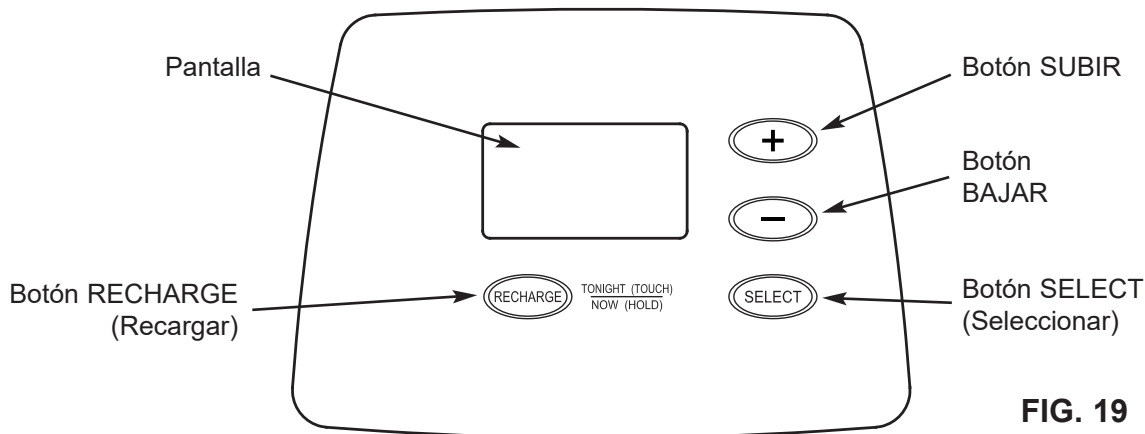 Pantalla
Botón SUBIR
+
Botón
BAJAR
−
Botón RECHARGE
(Recargar)
RECHARGE
TONIGHT (TOUCH)
NOW (HOLD)
SELECT
Botón SELECT
(Seleccionar)
FIG. 19